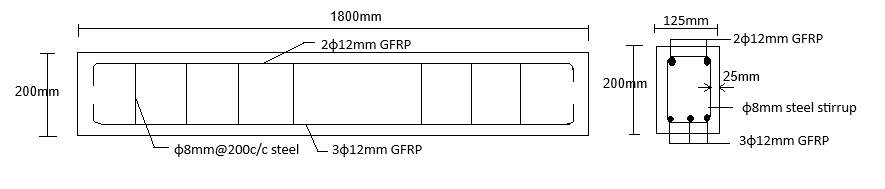 1800mm
2ϕ12mm GFRP
200mm
ϕ8mm@200c/c steel
3ϕ12mm GFRP
125mm
2ϕ12mm GFRP
200mm
25mm
ϕ8mm steel stirrup
3ϕ12mm GFRP